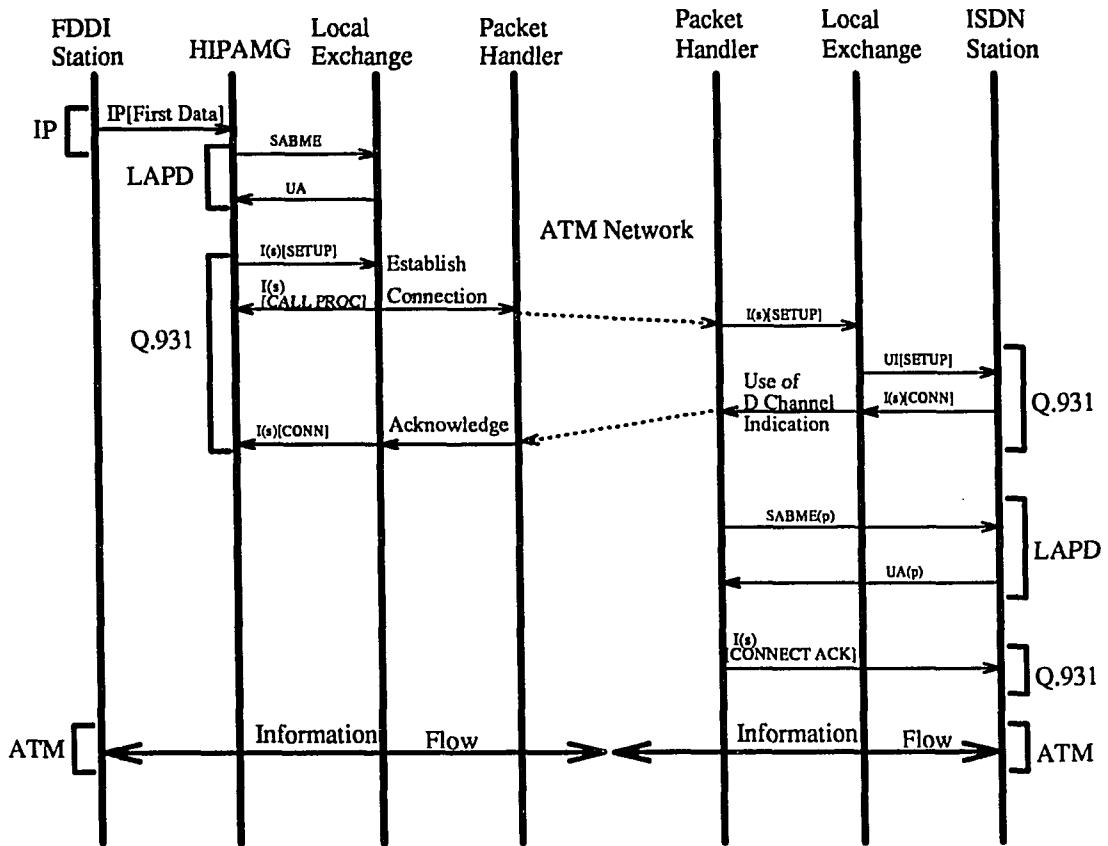 FDDI
Station
HIPAMG
Local
Exchange
Packet
Handler
Packet
Handler
Local
Exchange
ISDN
Station
IP
IP[First Data]
LAPD
SABME
UA
ATM Network
Q.931
I(s)[SETUP]
Establish
I(s)
[CALL PROC]
Connection
I(s)[SETUP]
UI[SETUP]
Use of
D Channel
Indication
I(s)[CONN]
Q.931
I(s)[CONN]
Acknowledge
SABME(p)
LAPD
UA(p)
I(s)
[CONNECT ACK]
Q.931
ATM
Information Flow
Information Flow
ATM